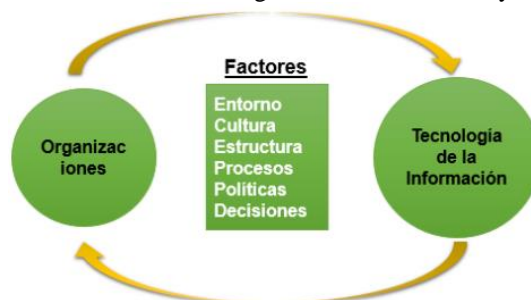 Factores
Entorno
Cultura
Estructura
Procesos
Políticas
Decisiones
Organizac
iones
Tecnología
de la
Información